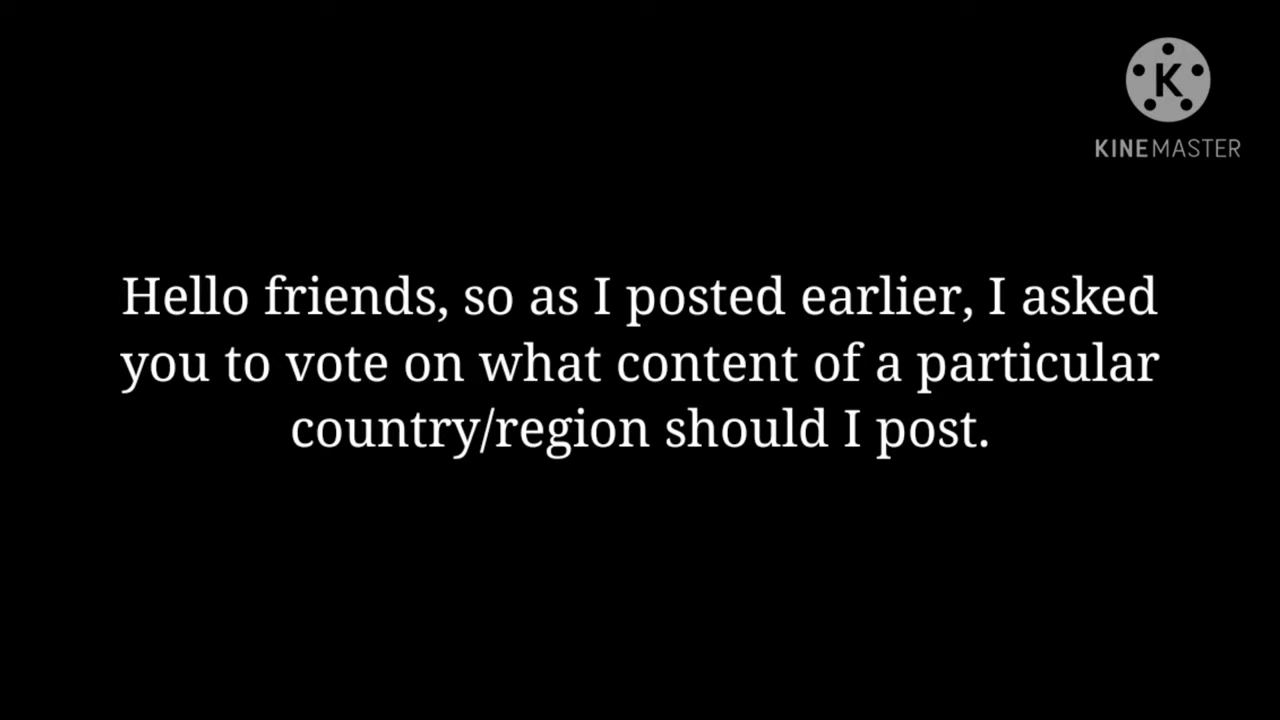 K
KINEMASTER
Hello friends, so as I posted earlier, I asked
you to vote on what content of a particular
country/region should I post.